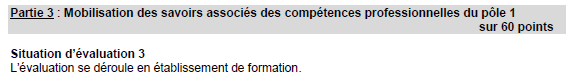 Partie 3 : Mobilisation des savoirs associés des compétences professionnelles du pôle 1
sur 60 points
Situation d'évaluation 3
L'évaluation se déroule en établissement de formation.